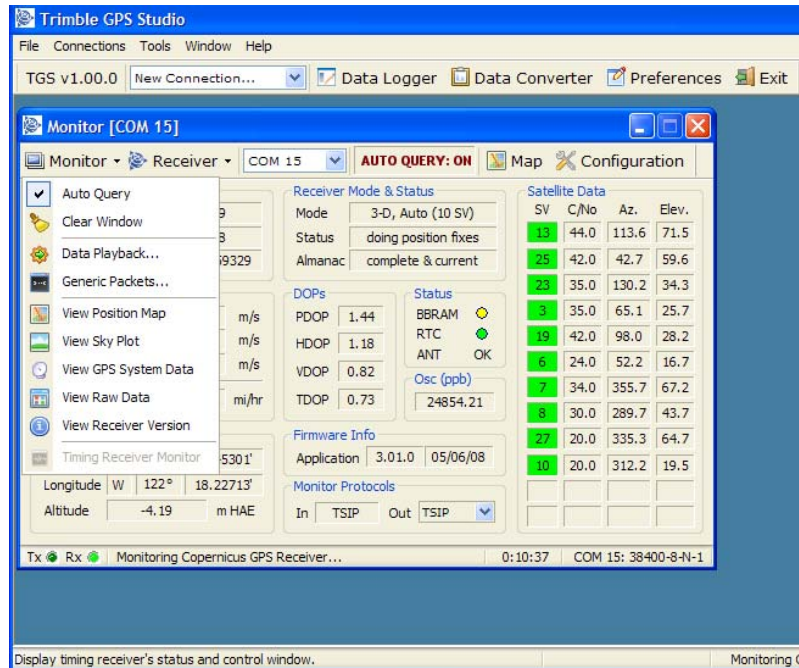 Trimble GPS Studio
File Connections Tools Window Help
TGS v1.00.0 New Connection... Data Logger Data Converter Preferences Exit
Monitor [COM 15]
Monitor Receiver COM 15 AUTO QUERY: ON Map Configuration
Auto Query
Clear Window
Data Playback...
Generic Packets...
View Position Map
View Sky Plot
View GPS System Data
View Raw Data
View Receiver Version
Timing Receiver Monitor
9
8
59329
m/s
m/s
m/s
mi/hr
5301'
Longitude W 122° 18.22713'
Altitude -4.19 m HAE
Receiver Mode & Status
Mode 3-D, Auto (10 SV)
Status doing position fixes
Almanac complete & current
DOPs
PDOP 1.44
HDOP 1.18
VDOP 0.82
TDOP 0.73
Status
BBRAM
RTC
ANT OK
Osc (ppb)
24854.21
Firmware Info
Application 3.01.0 05/06/08
Monitor Protocols
In TSIP Out TSIP
Satellite Data
SV C/No Az. Elev.
13 44.0 113.6 71.5
25 42.0 42.7 59.6
23 35.0 130.2 34.3
3 35.0 65.1 25.7
19 42.0 98.0 28.2
6 24.0 52.2 16.7
7 34.0 355.7 67.2
8 30.0 289.7 43.7
27 20.0 335.3 64.7
10 20.0 312.2 19.5
Tx Rx Monitoring Copernicus GPS Receiver... 0:10:37 COM 15: 38400-8-N-1
Display timing receiver's status and control window. Monitoring